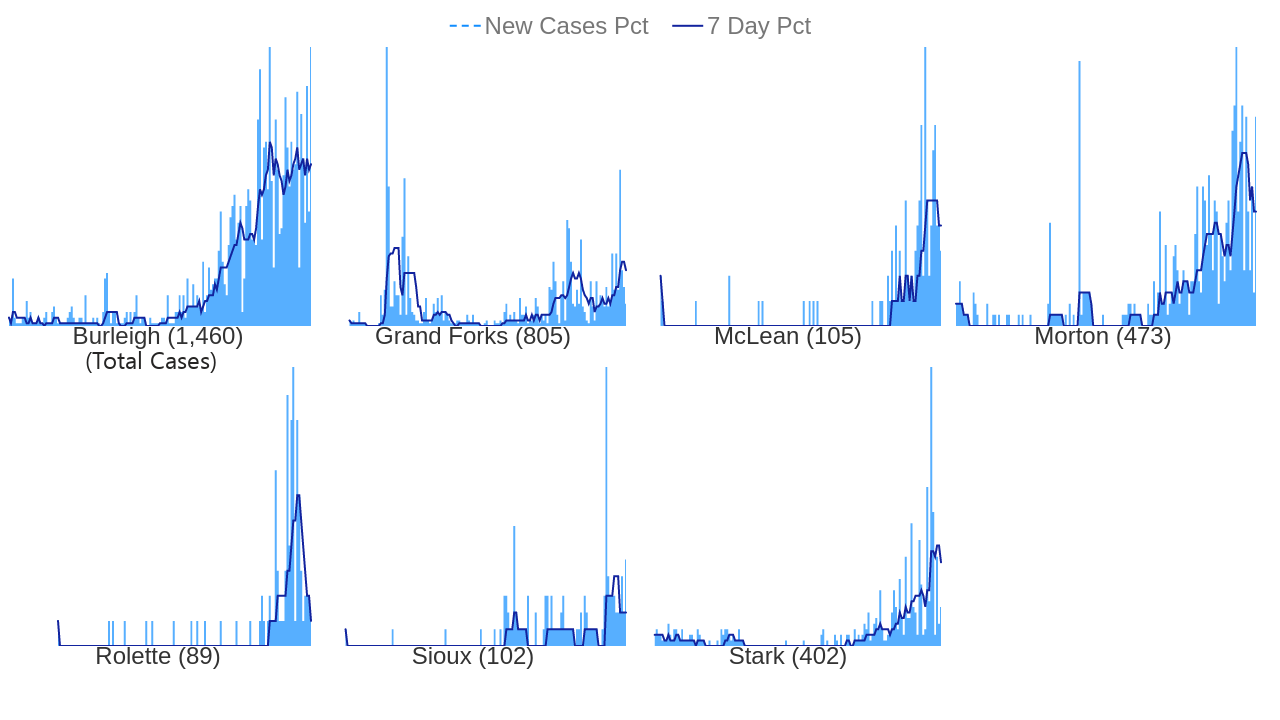 New Cases Pct 7 Day Pct
Burleigh (1,460)
(Total Cases)
Grand Forks (805)
McLean (105)
Morton (473)
Rolette (89)
Sioux (102)
Stark (402)